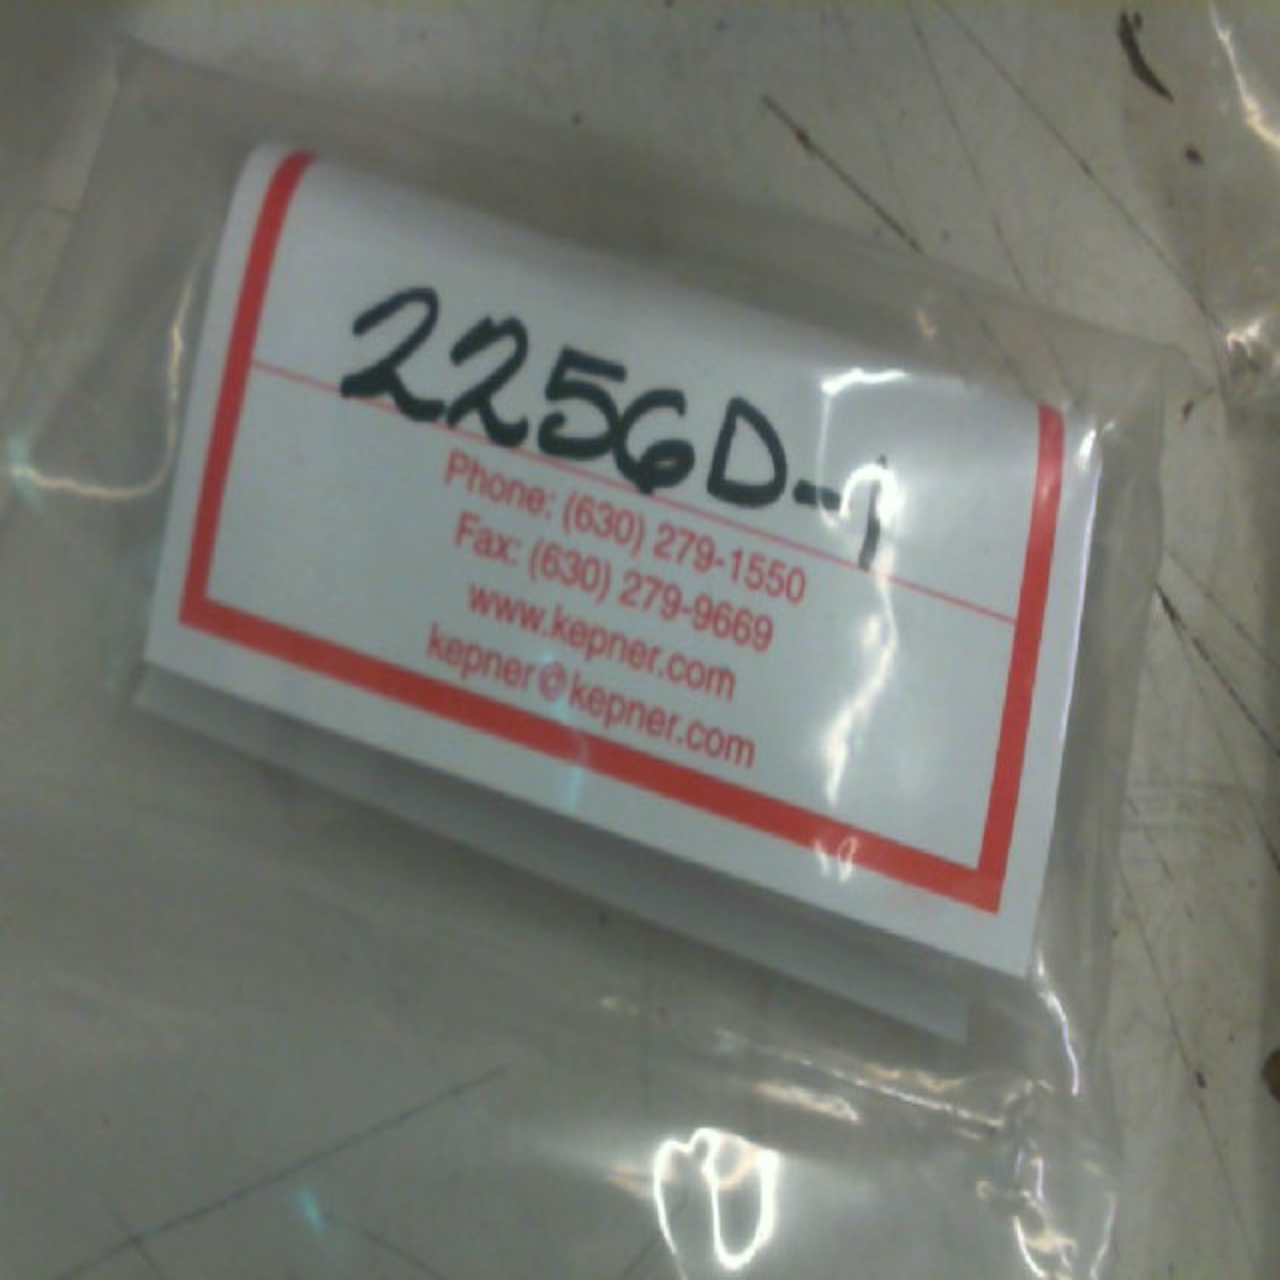 2256D-1
Phone: (630) 279-1550
Fax: (630) 279-9669
www.kepner.com
kepner@kepner.com